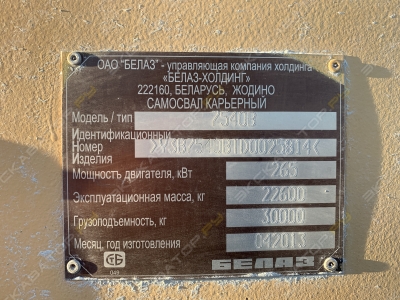 ОАО "БЕЛАЗ" - управляющая компания холдинга
«БЕЛАЗ-ХОЛДИНГ»
222160, БЕЛАРУСЬ, ЖОДИНО
САМОСВАЛ КАРЬЕРНЫЙ
Модель / тип 7540В
Идентификационный
Номер
Изделия
Мощность двигателя, кВт
Эксплуатационная масса, кг 22600
Грузоподъемность, кг 30000
Месяц, год изготовления 042013
049 БЕЛАЗ